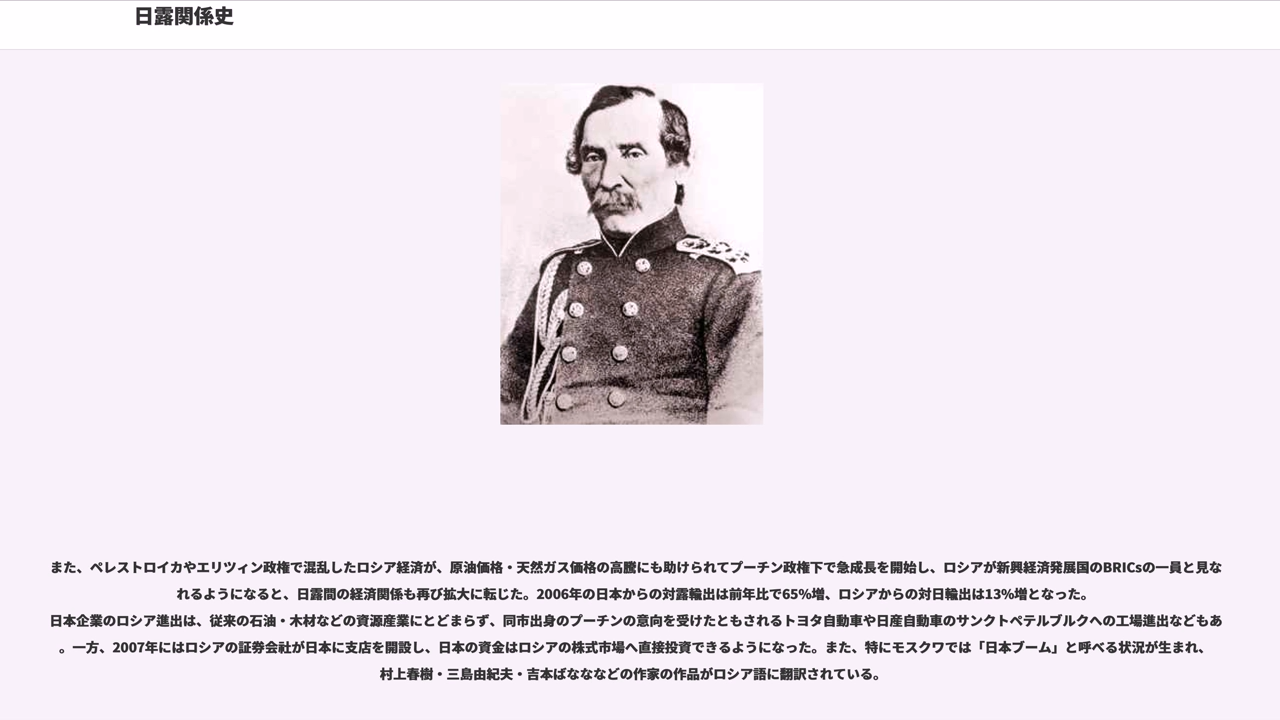 日露関係史
また、ペレストロイカやエリツィン政権で混乱したロシア経済が、原油価格・天然ガス価格の高騰にも助けられてプーチン政権下で急成長を開始し、ロシアが新興経済発展国のBRICsの一員と見な
れるようになると、日露間の経済関係も再び拡大に転じた。2006年の日本からの対露輸出は前年比で65%増、ロシアからの対日輸出は13%増となった。
日本企業のロシア進出は、従来の石油・木材などの資源産業にとどまらず、同市出身のプーチンの意向を受けたともされるトヨタ自動車や日産自動車のサンクトペテルブルクへの工場進出などもあ
。一方、2007年にはロシアの証券会社が日本に支店を開設し、日本の資金はロシアの株式市場へ直接投資できるようになった。また、特にモスクワでは「日本ブーム」と呼べる状況が生まれ、
村上春樹・三島由紀夫・吉本ばなななどの作家の作品がロシア語に翻訳されている。